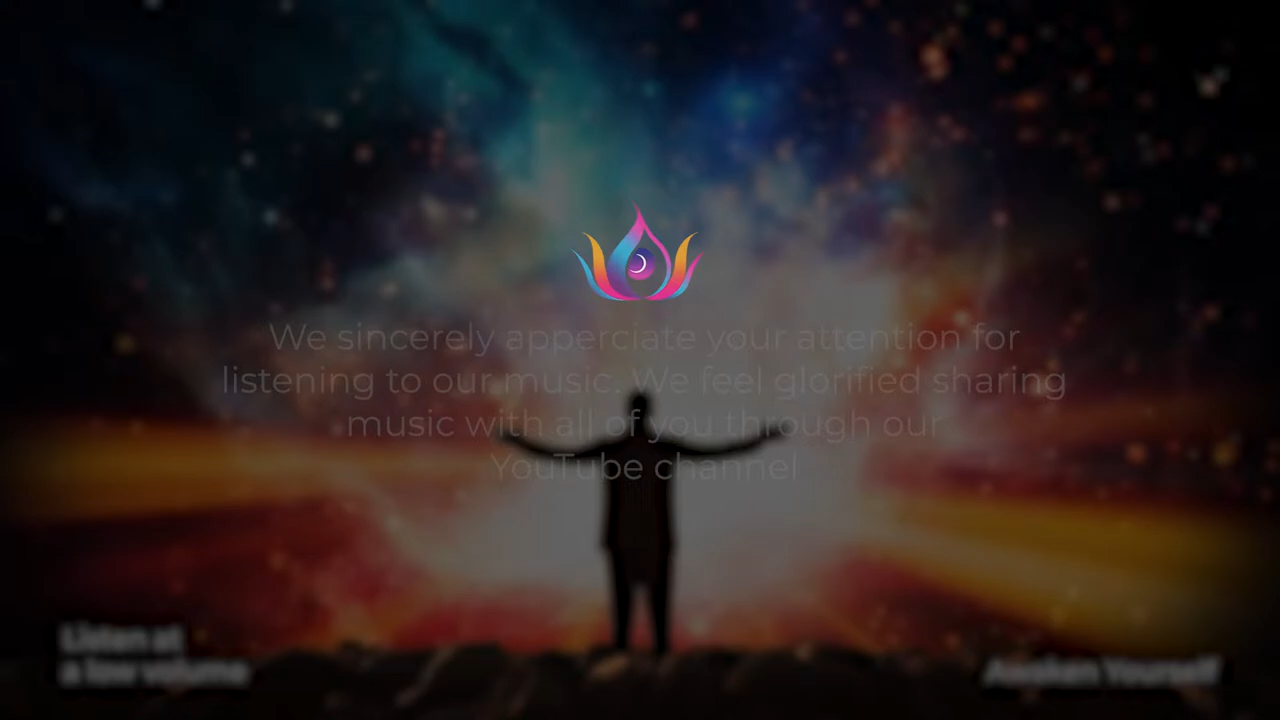 We sincerely apperciate your attention for
listening to our music. We feel glorified sharing
music with all of you through our
YouTube channel
Listen at
a low volume
Awaken Yourself